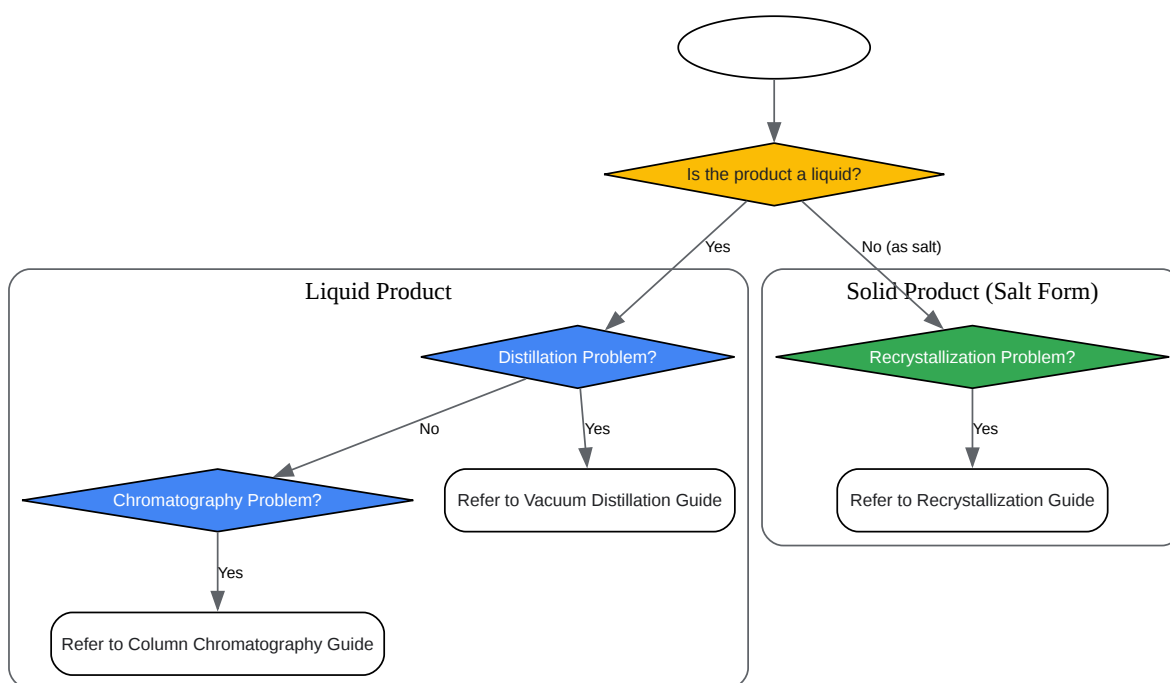 Is the product a liquid?
Yes
No (as salt)
Liquid Product
Solid Product (Salt Form)
Distillation Problem?
Recrystallization Problem?
No
Yes
Yes
Chromatography Problem?
Refer to Vacuum Distillation Guide
Refer to Recrystallization Guide
Yes
Refer to Column Chromatography Guide